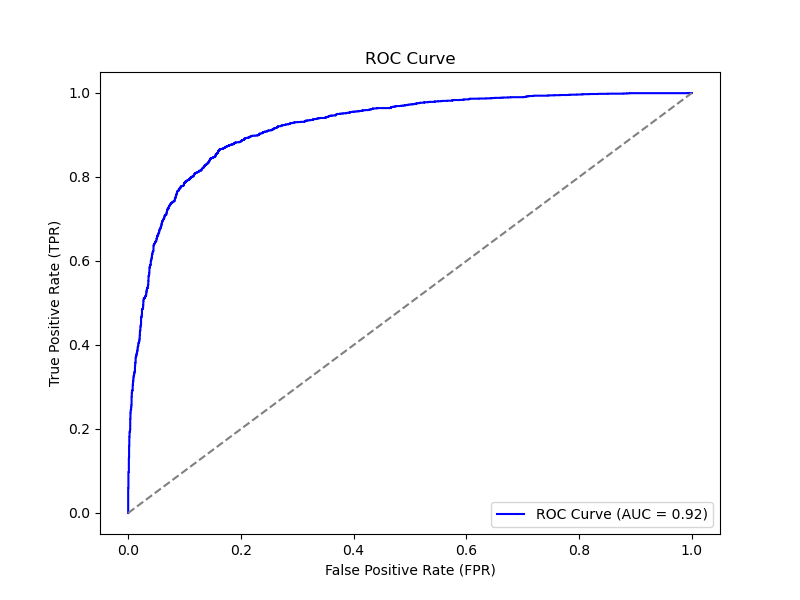 ROC Curve
1.0
0.8
0.6
0.4
0.2
0.0
True Positive Rate (TPR)
ROC Curve (AUC = 0.92)
0.0 0.2 0.4 0.6 0.8 1.0
False Positive Rate (FPR)